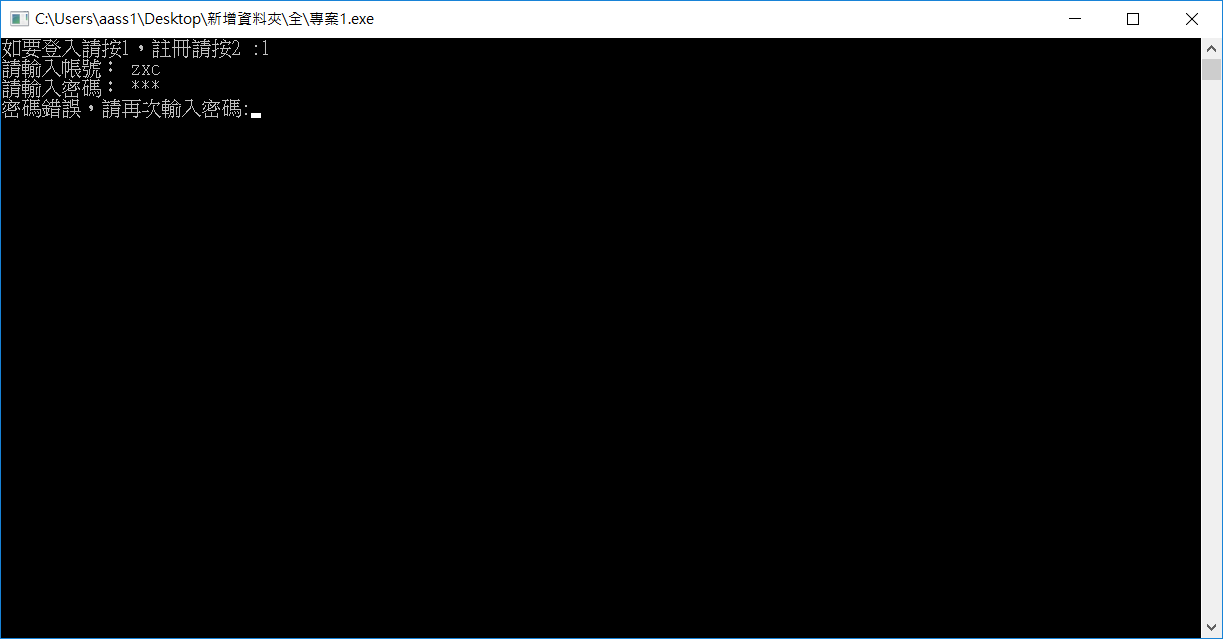 C:\Users\aass1\Desktop\新增資料夾\全\專案1.exe
如要登入請按1，註冊請按2 :1
請輸入帳號： zxc
請輸入密碼： ***
密碼錯誤，請再次輸入密碼: